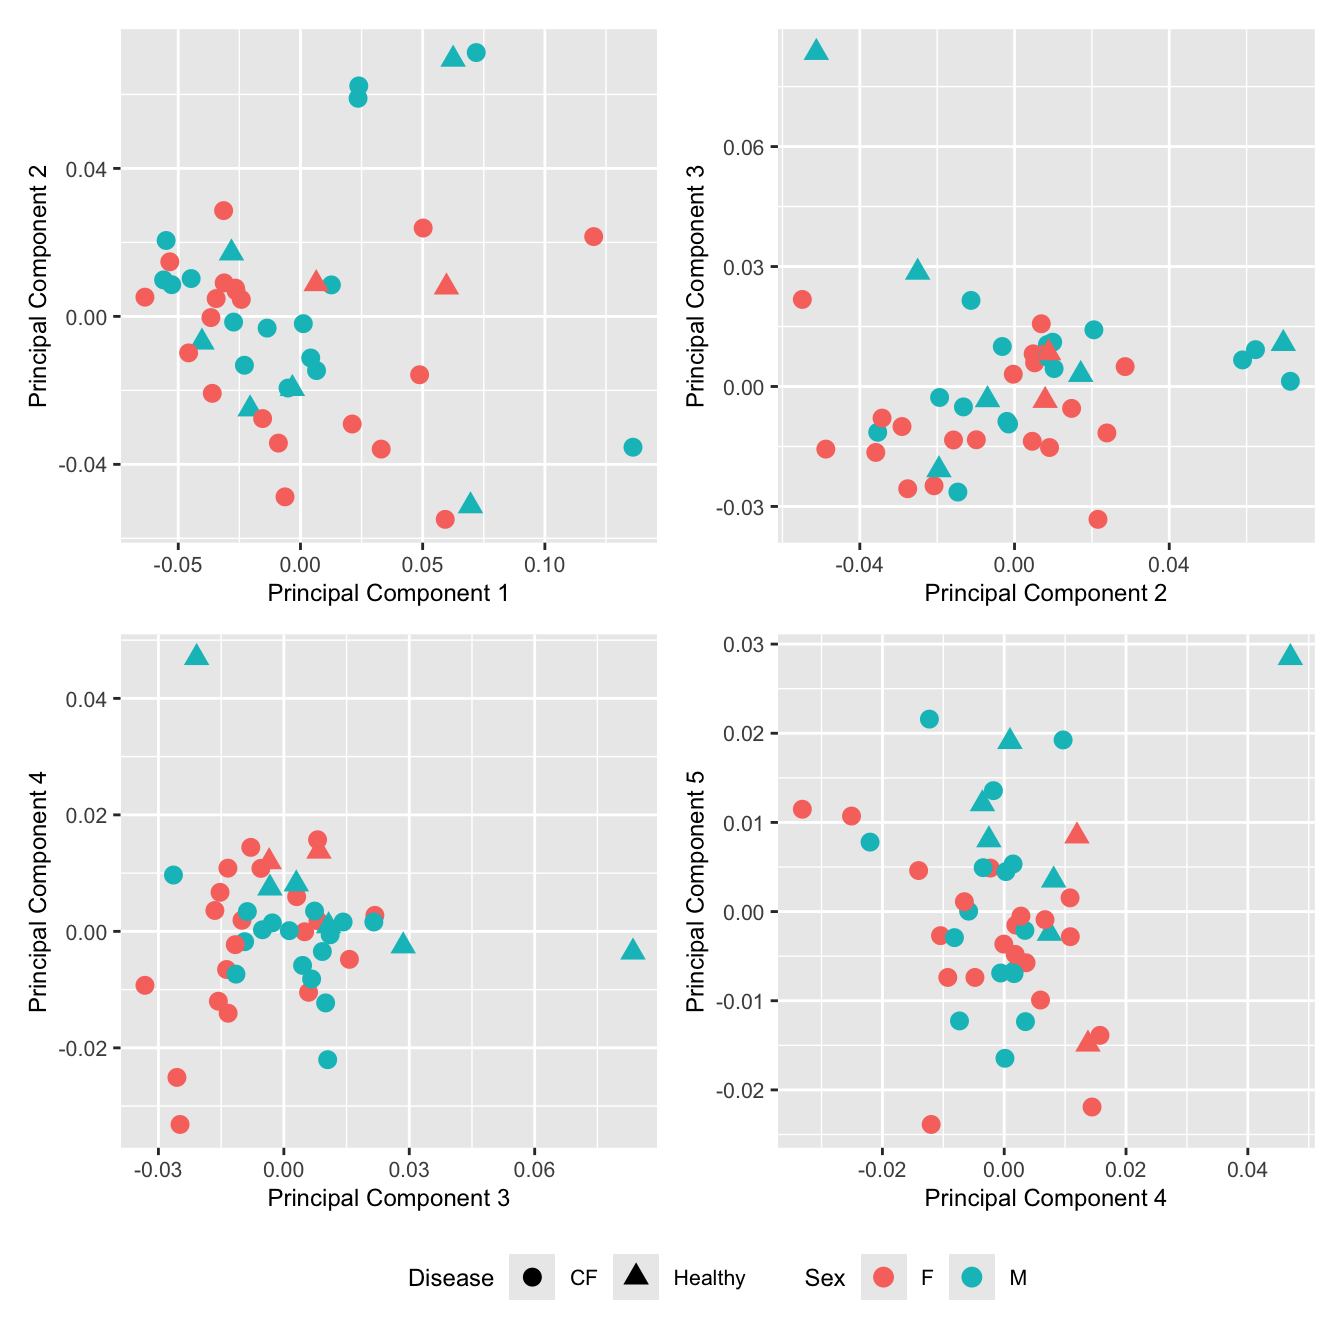 0.04
0.00
-0.04
Principal Component 2
-0.05 0.00 0.05 0.10
Principal Component 1
0.06
0.03
0.00
-0.03
Principal Component 3
-0.04 0.00 0.04
Principal Component 2
0.04
0.02
0.00
-0.02
Principal Component 4
-0.03 0.00 0.03 0.06
Principal Component 3
0.03
0.02
0.01
0.00
-0.01
-0.02
Principal Component 5
-0.02 0.00 0.02 0.04
Principal Component 4
Disease CF Healthy Sex F M